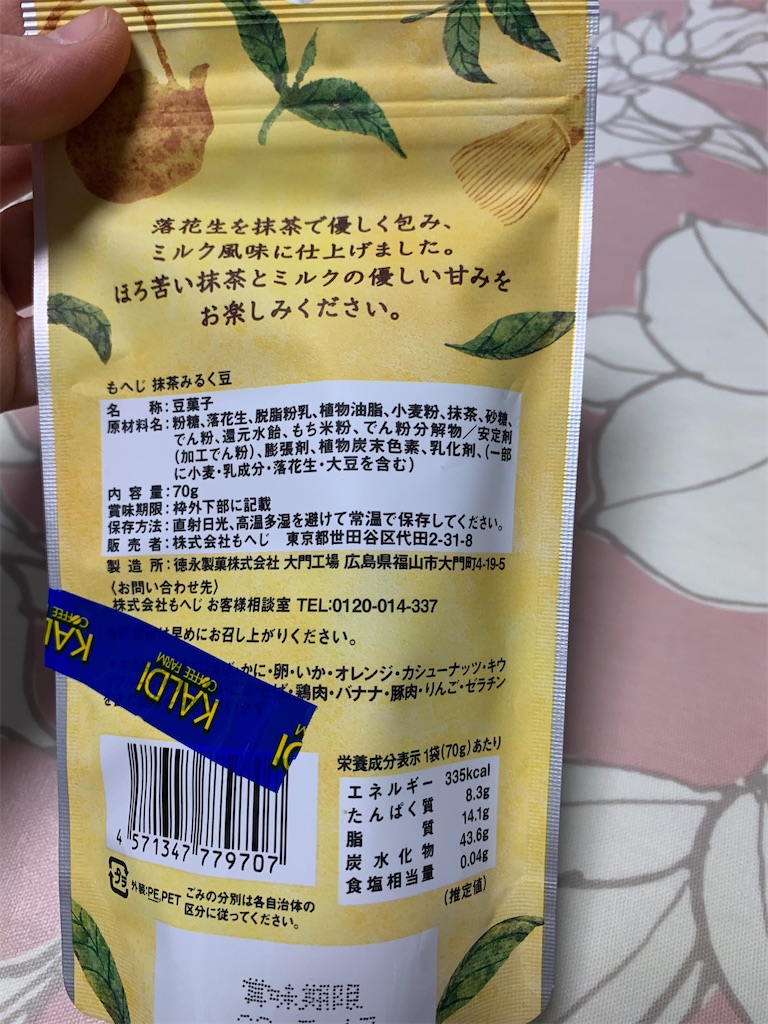 落花生を抹茶で優しく包み、
ミルク風味に仕上げました。
ほろ苦い抹茶とミルクの優しい甘みを
お楽しみください。
もへじ 抹茶みるく豆
名 称:豆菓子
原材料名:粉糖、落花生、脱脂粉乳、植物油脂、小麦粉、抹茶、砂糖、
でん粉、還元水飴、もち米粉、でん粉分解物/安定剤
(加工でん粉)、膨張剤、植物炭末色素、乳化剤、(一部
に小麦・乳成分・落花生・大豆を含む)
内 容 量:70g
賞味期限:枠外下部に記載
保存方法:直射日光、高温多湿を避けて常温で保存してください。
販 売 者:株式会社もへじ 東京都世田谷区代田2-31-8
製 造 所:徳永製菓株式会社 大門工場 広島県福山市大門町4-19-5
〈お問い合わせ先〉
株式会社もへじ お客様相談室 TEL:0120-014-337
早めにお召し上がりください。
かに・卵・いか・オレンジ・カシューナッツ・キウ
・鶏肉・バナナ・豚肉・りんご・ゼラチン
KALDI
COFFEE FARM
KALDI
COFFEE FARM
4 571347 779707
プラ
外装:PE,PET
ごみの分別は各自治体の
区分に従ってください。
栄養成分表示 1袋(70g)あたり
エネルギー 335kcal
たんぱく質 8.3g
脂 質 14.1g
炭水化物 43.6g
食塩相当量 0.04g
(推定値)
賞味期限